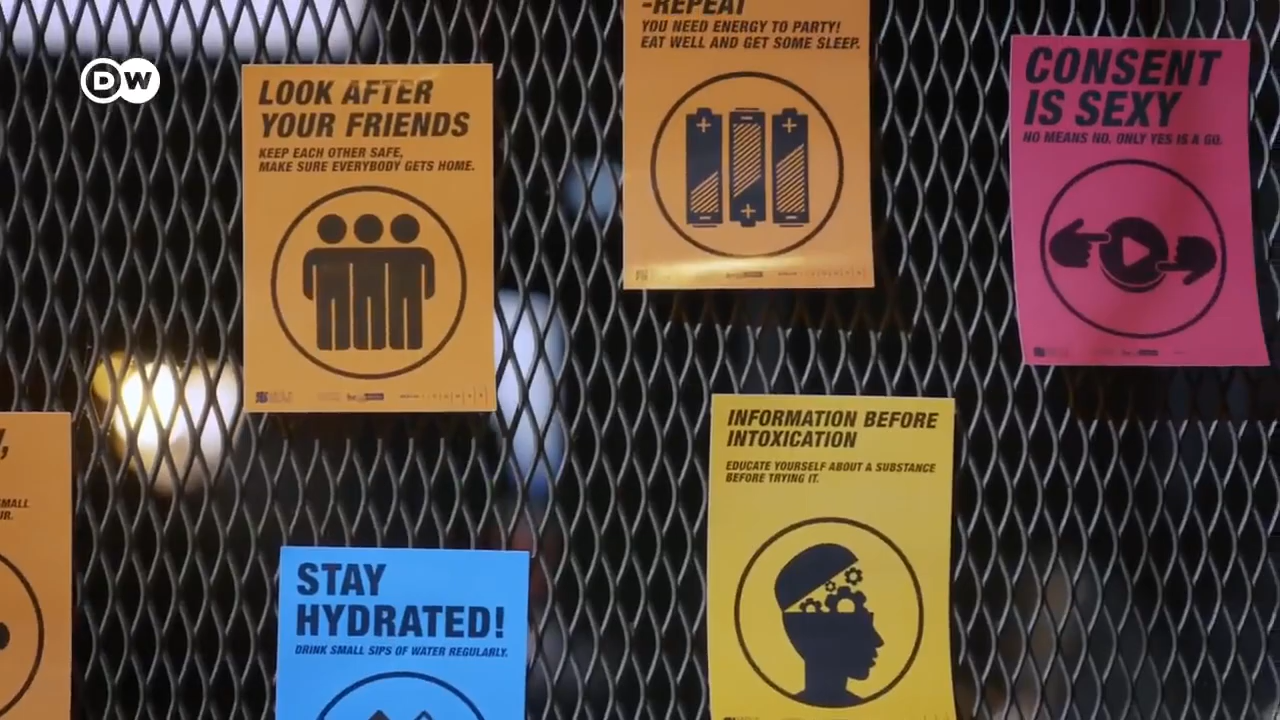 DW
LOOK AFTER
YOUR FRIENDS
KEEP EACH OTHER SAFE,
MAKE SURE EVERYBODY GETS HOME.
-REPEAT
YOU NEED ENERGY TO PARTY!
EAT WELL AND GET SOME SLEEP.
CONSENT
IS SEXY
NO MEANS NO. ONLY YES IS A GO.
INFORMATION BEFORE
INTOXICATION
EDUCATE YOURSELF ABOUT A SUBSTANCE
BEFORE TRYING IT.
STAY
HYDRATED!
DRINK SMALL SIPS OF WATER REGULARLY.